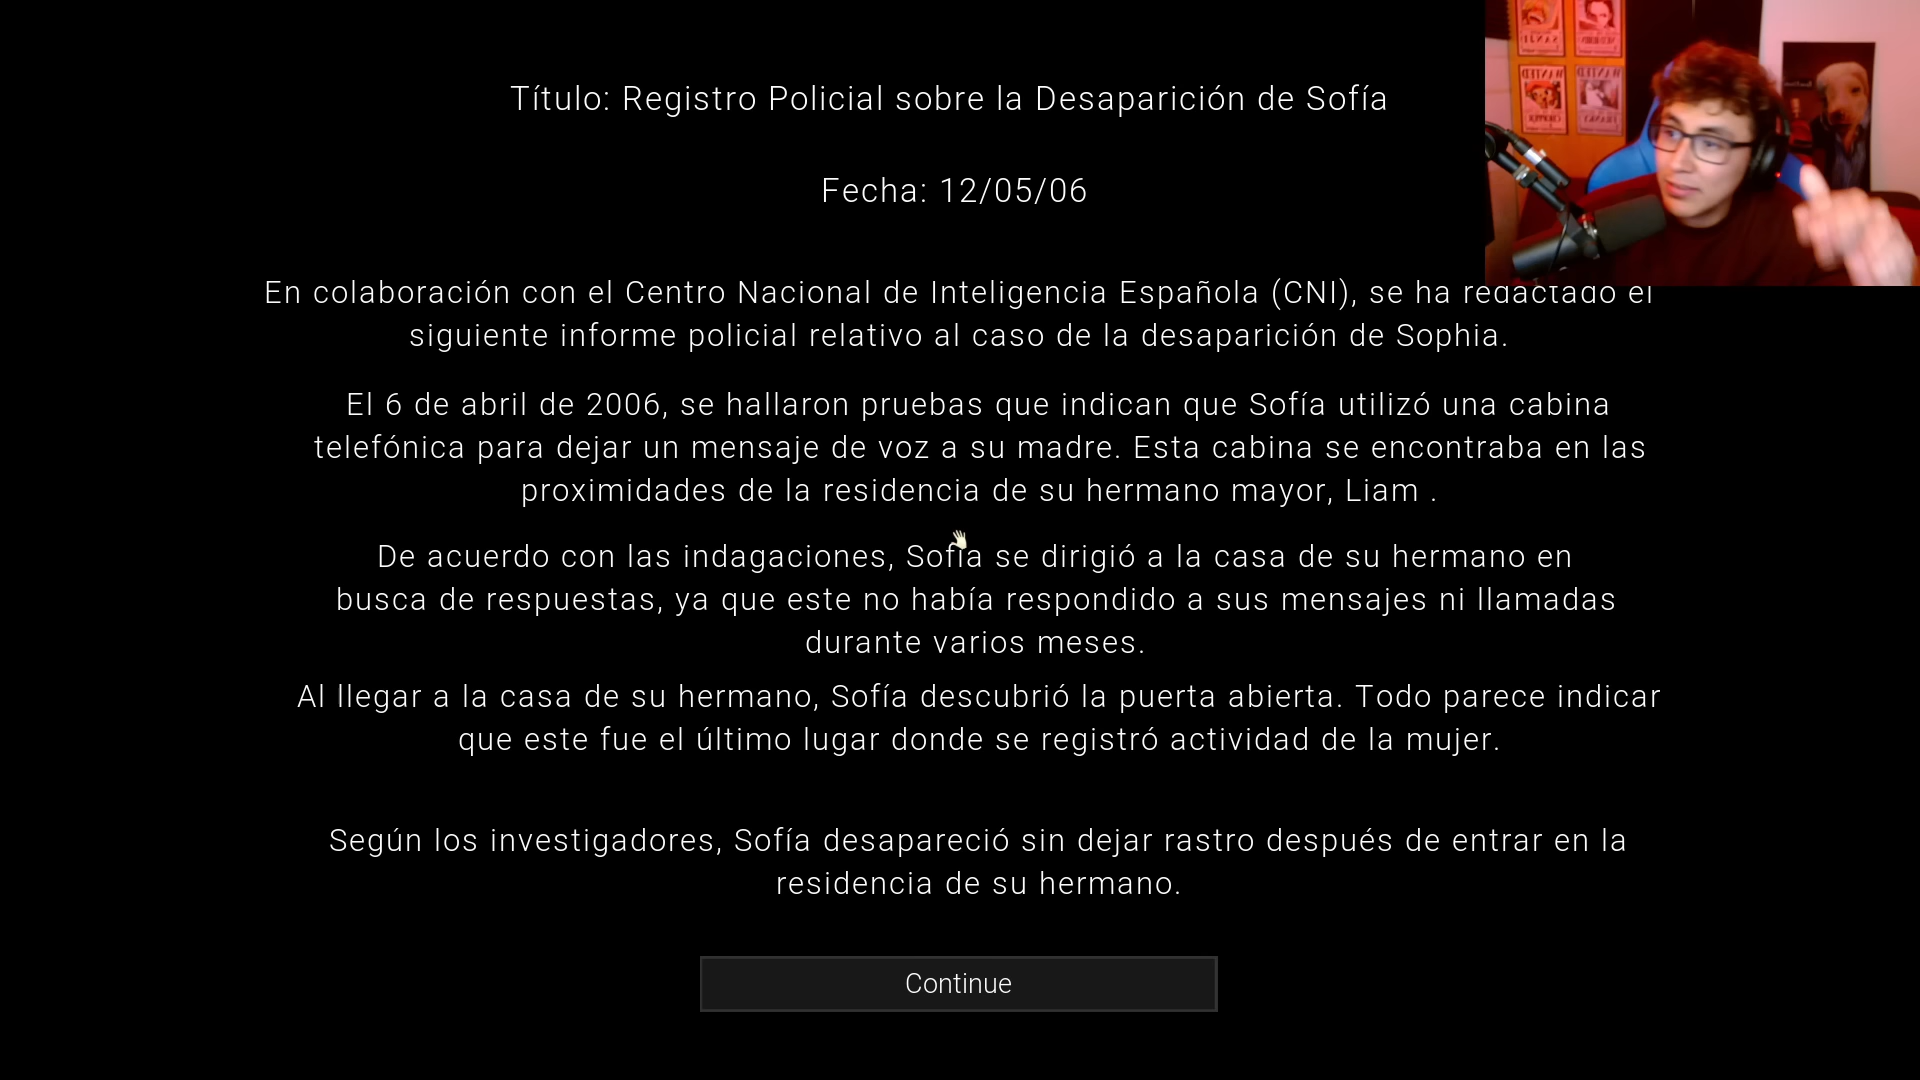 Título: Registro Policial sobre la Desaparición de Sofía
Fecha: 12/05/06
En colaboración con el Centro Nacional de Inteligencia Española (CNI), se ha redactado el
siguiente informe policial relativo al caso de la desaparición de Sophia.
El 6 de abril de 2006, se hallaron pruebas que indican que Sofía utilizó una cabina
telefónica para dejar un mensaje de voz a su madre. Esta cabina se encontraba en las
proximidades de la residencia de su hermano mayor, Liam .
De acuerdo con las indagaciones, Sofía se dirigió a la casa de su hermano en
busca de respuestas, ya que este no había respondido a sus mensajes ni llamadas
durante varios meses.
Al llegar a la casa de su hermano, Sofía descubrió la puerta abierta. Todo parece indicar
que este fue el último lugar donde se registró actividad de la mujer.
Según los investigadores, Sofía desapareció sin dejar rastro después de entrar en la
residencia de su hermano.
Continue
WANTED
WANTED
CHOPPER
FRANKY